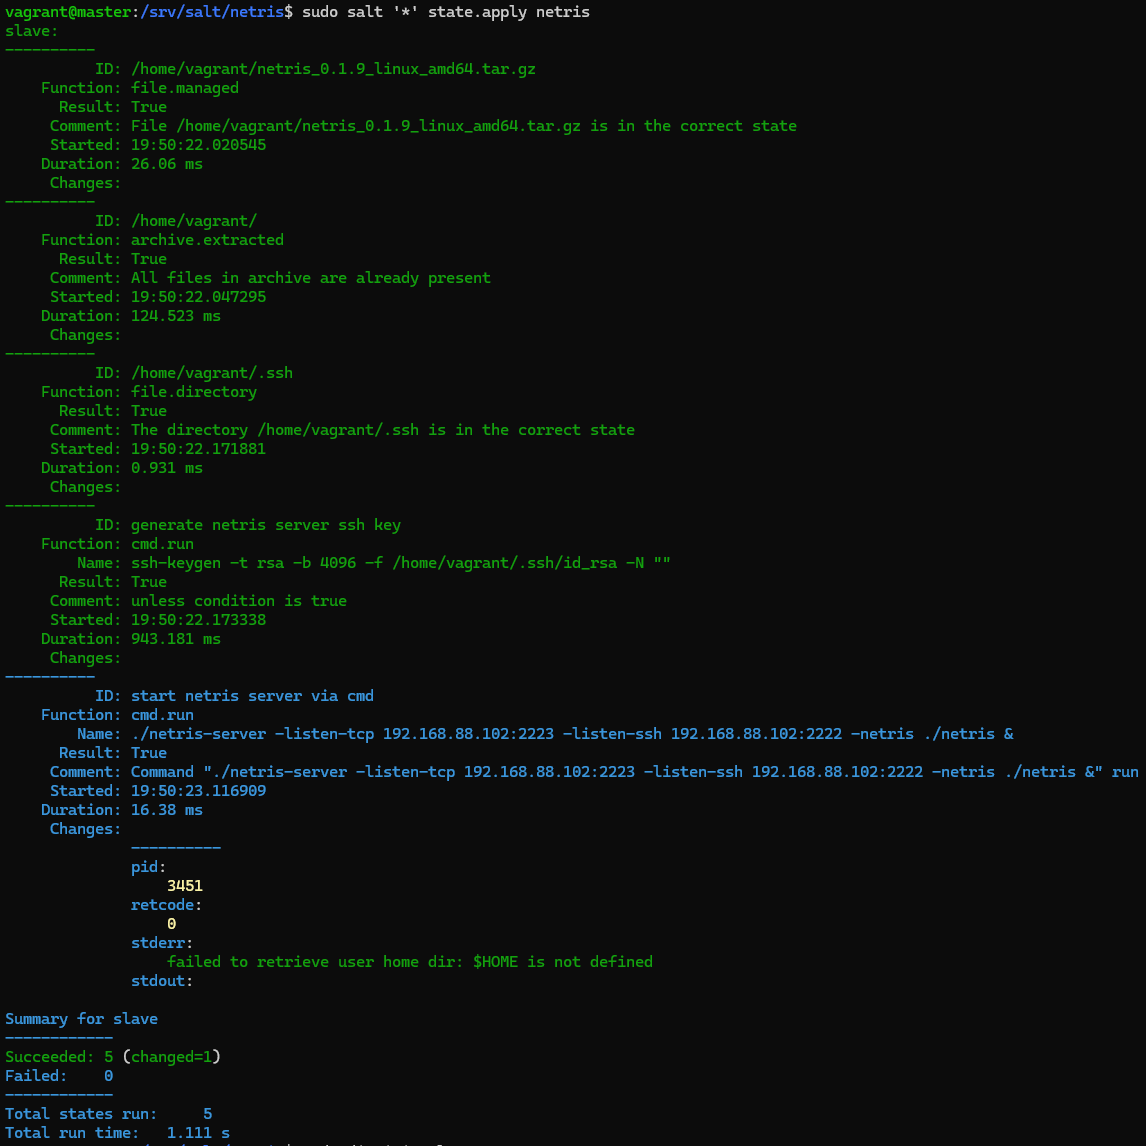 vagrant@master:/srv/salt/netris$ sudo salt '*' state.apply netris
slave:
----------
          ID: /home/vagrant/netris_0.1.9_linux_amd64.tar.gz
    Function: file.managed
      Result: True
     Comment: File /home/vagrant/netris_0.1.9_linux_amd64.tar.gz is in the correct state
     Started: 19:50:22.020545
    Duration: 26.06 ms
     Changes:
----------
          ID: /home/vagrant/
    Function: archive.extracted
      Result: True
     Comment: All files in archive are already present
     Started: 19:50:22.047295
    Duration: 124.523 ms
     Changes:
----------
          ID: /home/vagrant/.ssh
    Function: file.directory
      Result: True
     Comment: The directory /home/vagrant/.ssh is in the correct state
     Started: 19:50:22.171881
    Duration: 0.931 ms
     Changes:
----------
          ID: generate netris server ssh key
    Function: cmd.run
        Name: ssh-keygen -t rsa -b 4096 -f /home/vagrant/.ssh/id_rsa -N ""
      Result: True
     Comment: unless condition is true
     Started: 19:50:22.173338
    Duration: 943.181 ms
     Changes:
----------
          ID: start netris server via cmd
    Function: cmd.run
        Name: ./netris-server -listen-tcp 192.168.88.102:2223 -listen-ssh 192.168.88.102:2222 -netris ./netris &
      Result: True
     Comment: Command "./netris-server -listen-tcp 192.168.88.102:2223 -listen-ssh 192.168.88.102:2222 -netris ./netris &" run
     Started: 19:50:23.116909
    Duration: 16.38 ms
     Changes:
              ----------
              pid:
                  3451
              retcode:
                  0
              stderr:
                  failed to retrieve user home dir: $HOME is not defined
              stdout:

Summary for slave
------------
Succeeded: 5 (changed=1)
Failed:    0
------------
Total states run:     5
Total run time:   1.111 s